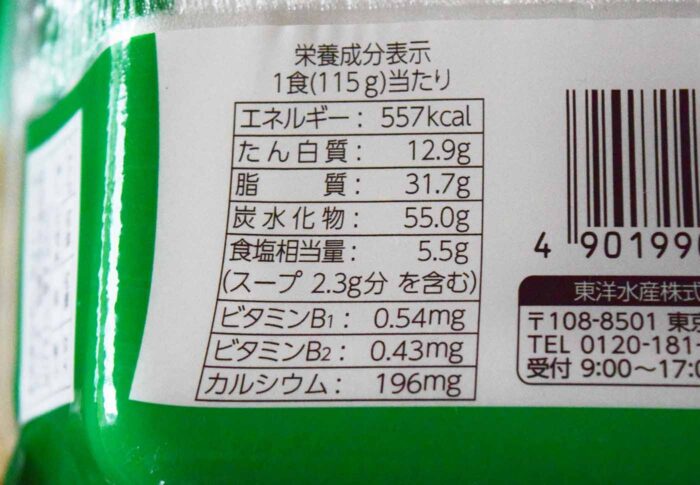 栄養成分表示
1食(115g)当たり
エネルギー: 557kcal
たん白質: 12.9g
脂 質: 31.7g
炭水化物: 55.0g
食塩相当量: 5.5g
(スープ 2.3g分 を含む)
ビタミンB1: 0.54mg
ビタミンB2: 0.43mg
カルシウム: 196mg
4 901990
東洋水産株式
〒108-8501 東京
TEL 0120-181-
受付 9:00～17:0